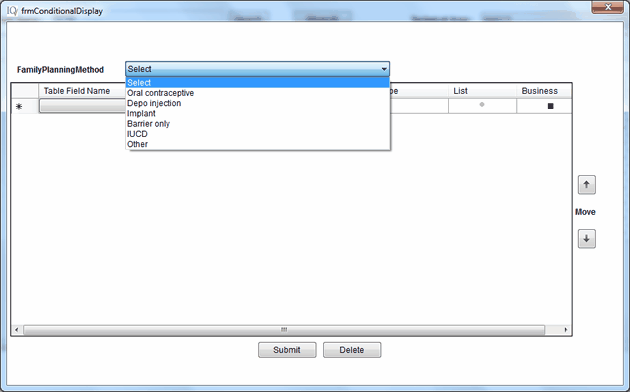 IQ frmConditionalDisplay
FamilyPlanningMethod Select
Table Field Name pe List Business
Select
Oral contraceptive
Depo injection
Implant
Barrier only
IUCD
Other
Move
Submit Delete